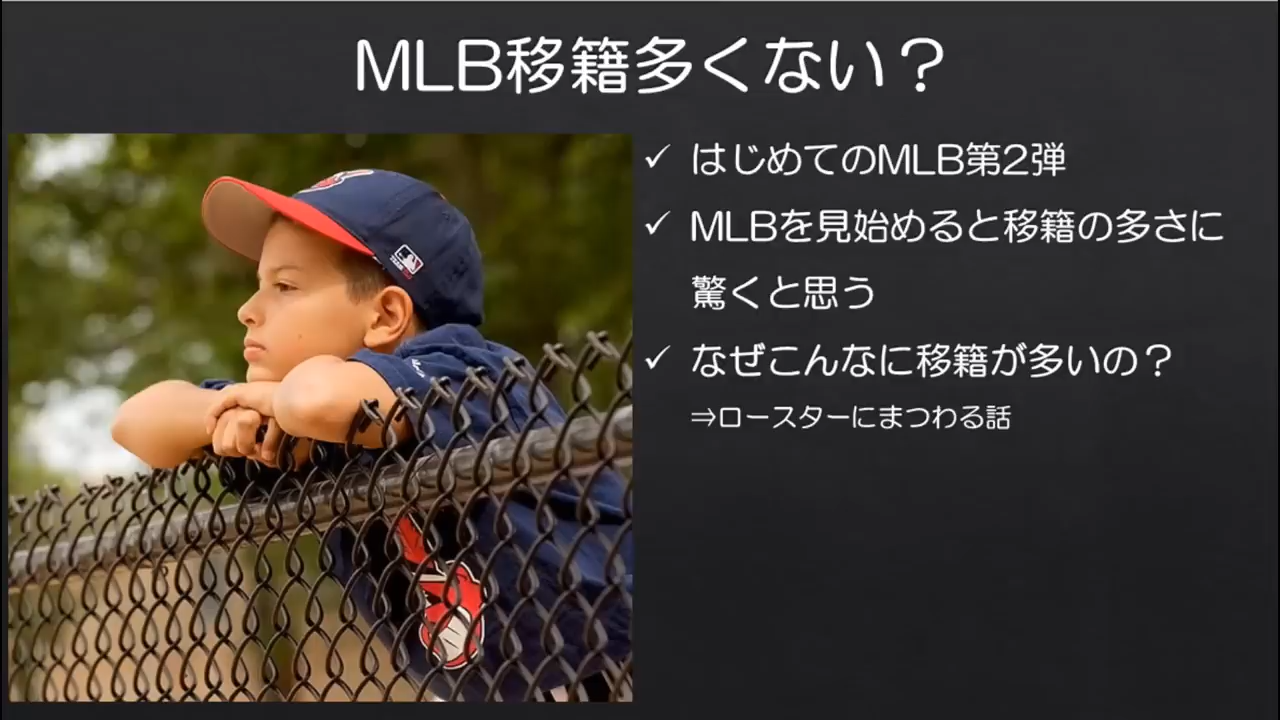 MLB移籍多くない？
はじめてのMLB第2弾
MLBを見始めると移籍の多さに
驚くと思う
なぜこんなに移籍が多いの？
⇒ロースターにまつわる話